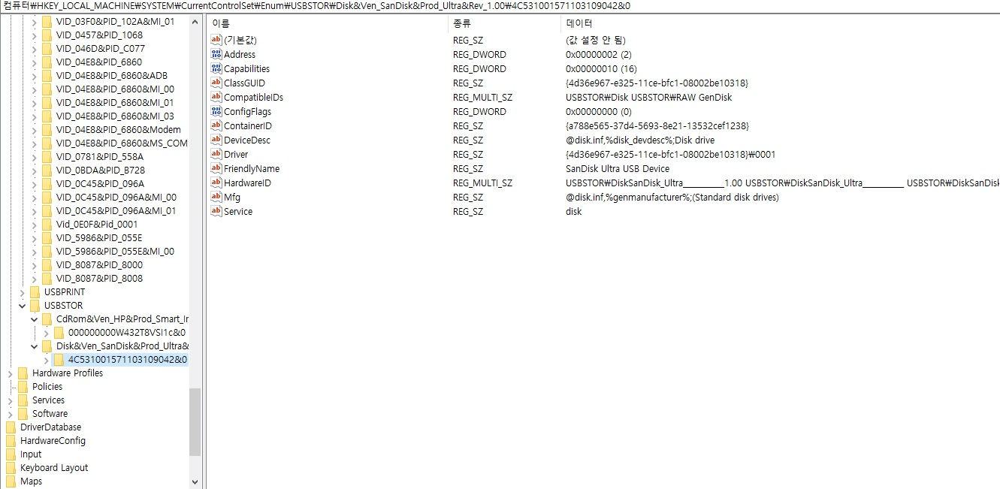 컴퓨터₩HKEY_LOCAL_MACHINE₩SYSTEM₩CurrentControlSet₩Enum₩USBSTOR₩Disk&Ven_SanDisk&Prod_Ultra&Rev_1.00₩4C531001571103109042&0
VID_03F0&PID_102A&MI_01
VID_0457&PID_1068
VID_046D&PID_C077
VID_04E8&PID_6860
VID_04E8&PID_6860&ADB
VID_04E8&PID_6860&MI_00
VID_04E8&PID_6860&MI_01
VID_04E8&PID_6860&MI_03
VID_04E8&PID_6860&Modem
VID_04E8&PID_6860&MS_COM
VID_0781&PID_558A
VID_0BDA&PID_B728
VID_0C45&PID_096A
VID_0C45&PID_096A&MI_00
VID_0C45&PID_096A&MI_01
Vid_0E0F&Pid_0001
VID_5986&PID_055E
VID_5986&PID_055E&MI_00
VID_8087&PID_8000
VID_8087&PID_8008
USBPRINT
USBSTOR
CdRom&Ven_HP&Prod_Smart_In
000000000W432T8VSI1c&0
Disk&Ven_SanDisk&Prod_Ultra&
4C531001571103109042&0
Hardware Profiles
Policies
Services
Software
DriverDatabase
HardwareConfig
Input
Keyboard Layout
Maps
이름 종류 데이터
(기본값) REG_SZ (값 설정 안 됨)
Address REG_DWORD 0x00000002 (2)
Capabilities REG_DWORD 0x00000010 (16)
ClassGUID REG_SZ {4d36e967-e325-11ce-bfc1-08002be10318}
CompatibleIDs REG_MULTI_SZ USBSTOR₩Disk USBSTOR₩RAW GenDisk
ConfigFlags REG_DWORD 0x00000000 (0)
ContainerID REG_SZ {a788e565-37d4-5693-8e21-13532cef1238}
DeviceDesc REG_SZ @disk.inf,%disk_devdesc%;Disk drive
Driver REG_SZ {4d36e967-e325-11ce-bfc1-08002be10318}₩0001
FriendlyName REG_SZ SanDisk Ultra USB Device
HardwareID REG_MULTI_SZ USBSTOR₩DiskSanDisk_Ultra___________1.00 USBSTOR₩DiskSanDisk_Ultra___________ USBSTOR₩DiskSanDisk
Mfg REG_SZ @disk.inf,%genmanufacturer%;(Standard disk drives)
Service REG_SZ disk